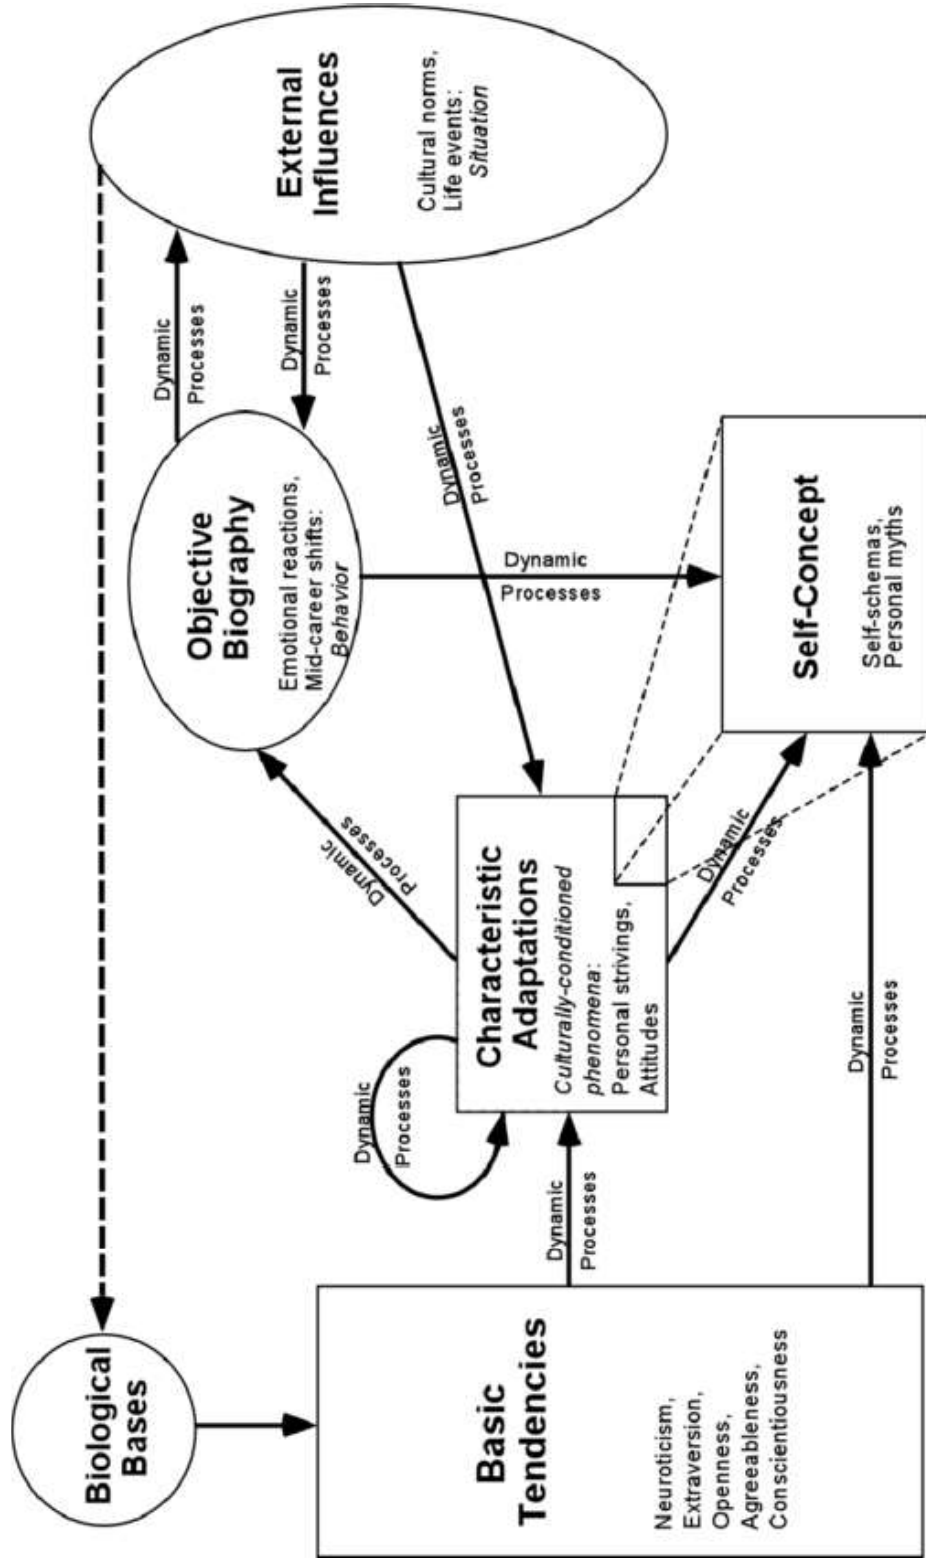 Biological
Bases
Basic
Tendencies
Neuroticism,
Extraversion,
Openness,
Agreeableness,
Conscientiousness
Dynamic
Processes
Dynamic
Processes
Dynamic
Processes
Characteristic
Adaptations
Culturally-conditioned
phenomena:
Personal strivings,
Attitudes
Dynamic
Processes
Dynamic
Processes
Objective
Biography
Emotional reactions,
Mid-career shifts:
Behavior
Dynamic
Processes
Dynamic
Processes
Self-Concept
Self-schemas,
Personal myths
Dynamic
Processes
Dynamic
Processes
External
Influences
Cultural norms,
Life events:
Situation